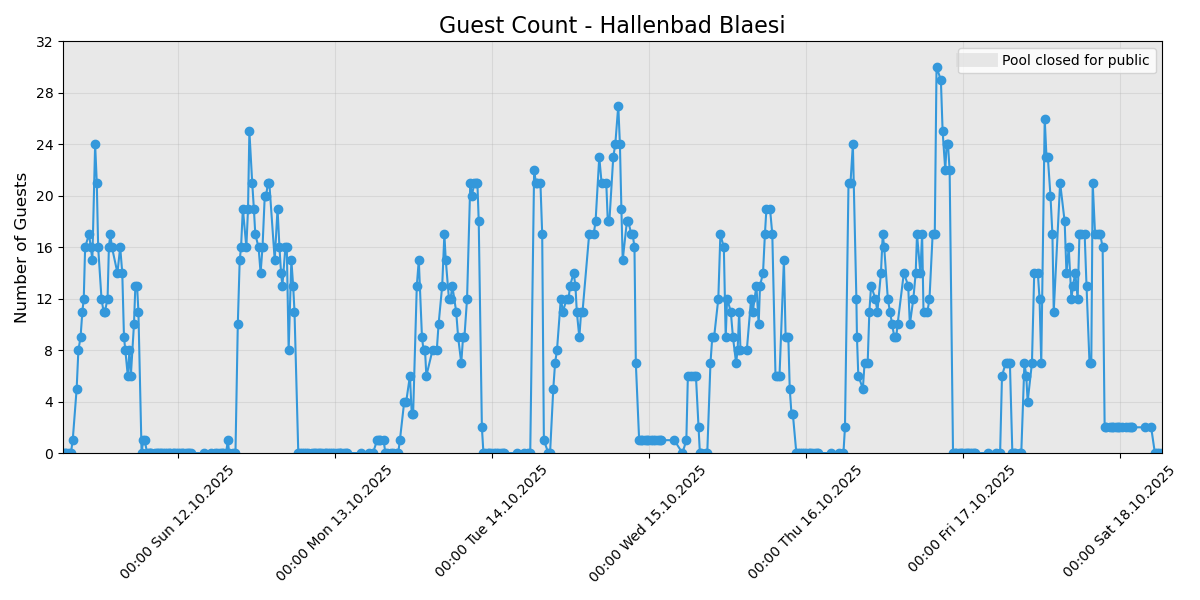 Guest Count - Hallenbad Blaesi
Pool closed for public
Number of Guests
32
28
24
20
16
12
8
4
0
00:00 Sun 12.10.2025
00:00 Mon 13.10.2025
00:00 Tue 14.10.2025
00:00 Wed 15.10.2025
00:00 Thu 16.10.2025
00:00 Fri 17.10.2025
00:00 Sat 18.10.2025